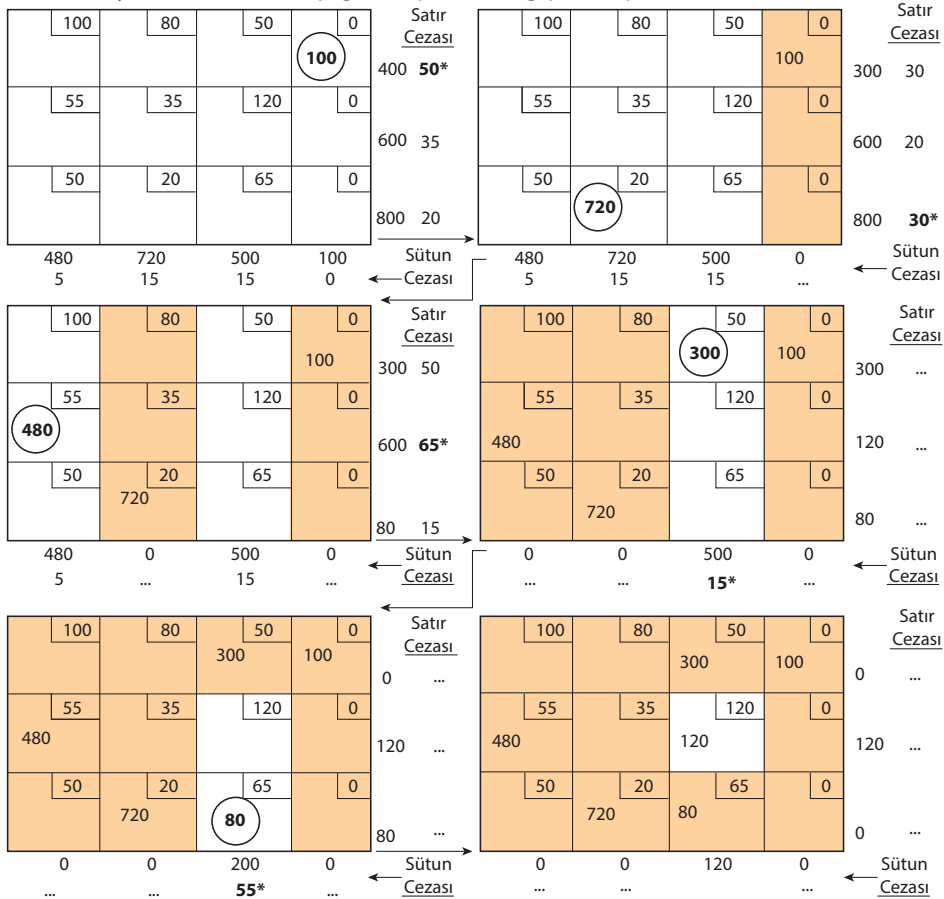 Satır
Cezası
100 80 50 0
100
400 50*
55 35 120 0
600 35
50 20 65 0
800 20
480 720 500 100 Sütun
5 15 15 0 Cezası
Satır
Cezası
100 80 50 0
100
300 30
55 35 120 0
600 20
50 20 65 0
720
800 30*
480 720 500 0 Sütun
5 15 15 ... Cezası
Satır
Cezası
100 80 50 0
100
300 50
55 35 120 0
480
600 65*
50 20 65 0
720
80 15
480 0 500 0 Sütun
5 ... 15 ... Cezası
Satır
Cezası
100 80 50 0
300 100
300 ...
55 35 120 0
480
120 ...
50 20 65 0
720
80 ...
0 0 500 0 Sütun
... ... 15* ... Cezası
Satır
Cezası
100 80 50 0
300 100
0 ...
55 35 120 0
480
120 ...
50 20 65 0
720 80
80 ...
0 0 200 0 Sütun
... ... 55* ... Cezası
Satır
Cezası
100 80 50 0
300 100
0 ...
55 35 120 0
480 120
120 ...
50 20 65 0
720 80
0 ...
0 0 120 0 Sütun
... ... ... Cezası